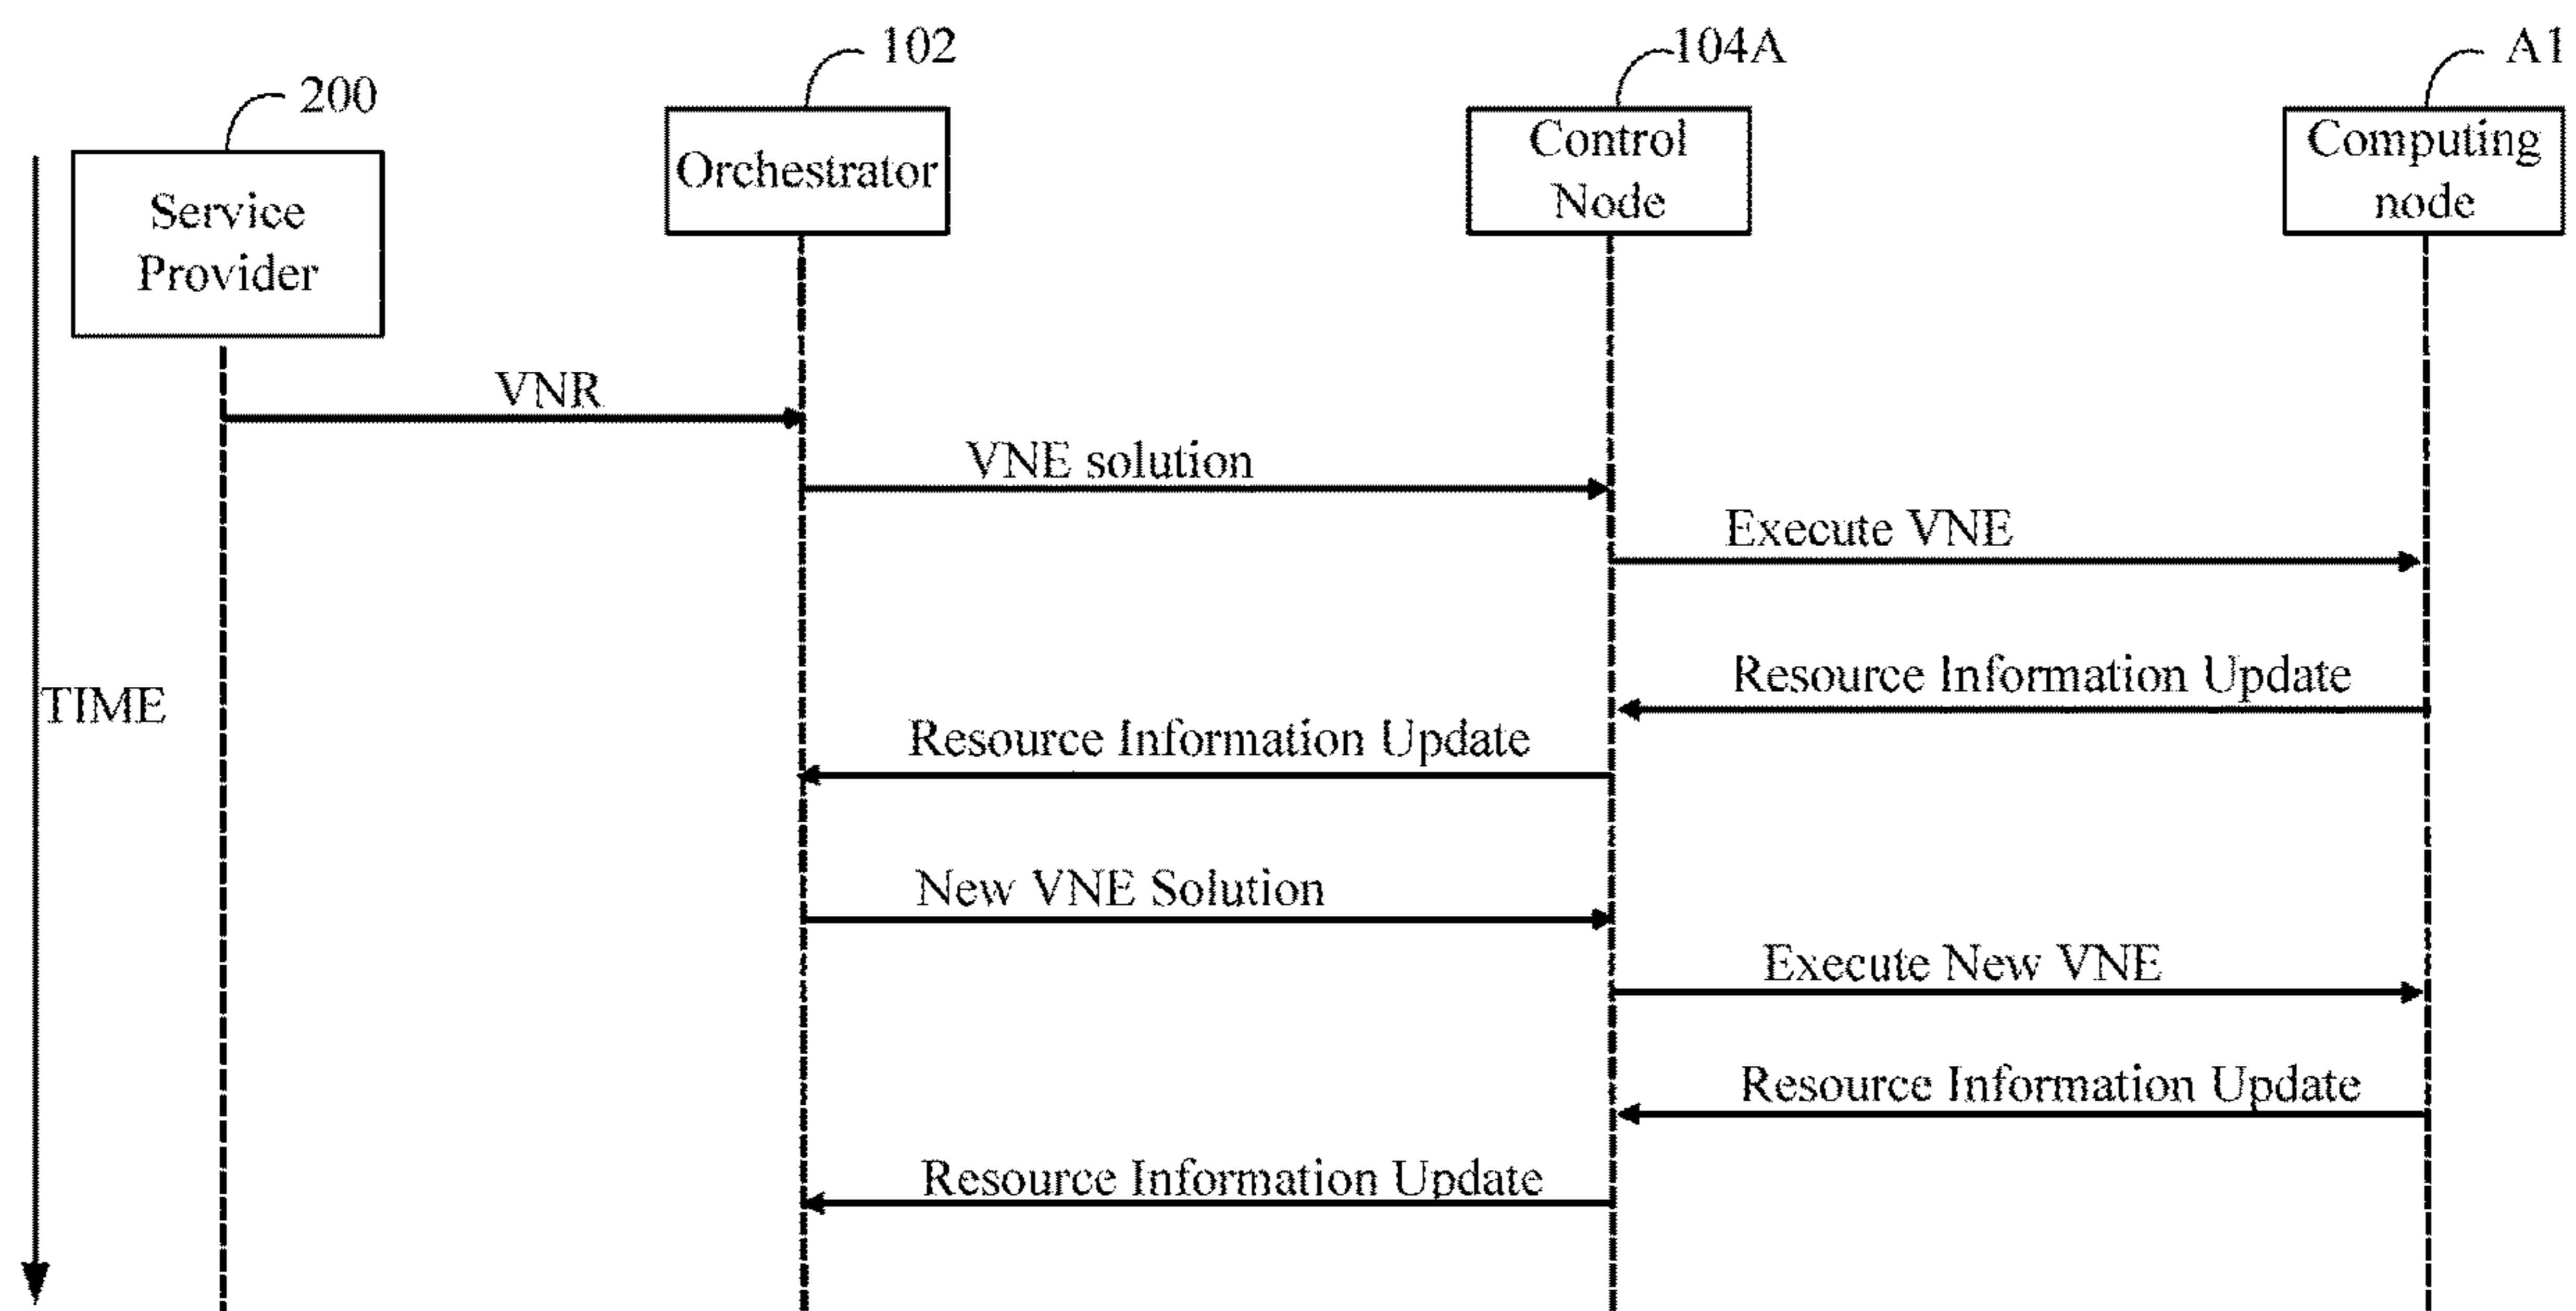 200
102
104A
A1
Service
Provider
Orchestrator
Control
Node
Computing
node
VNR
VNE solution
Execute VNE
Resource Information Update
TIME
Resource Information Update
New VNE Solution
Execute New VNE
Resource Information Update
Resource Information Update